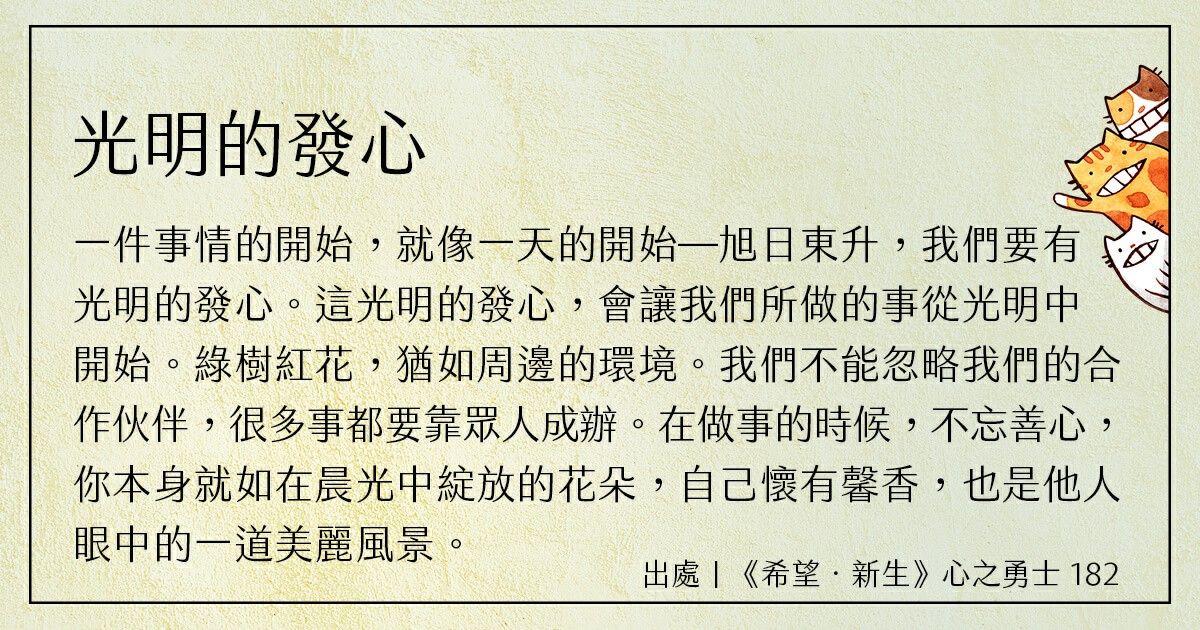 光明的發心
一件事情的開始，就像一天的開始—旭日東升，我們要有
光明的發心。這光明的發心，會讓我們所做的事從光明中
開始。綠樹紅花，猶如周邊的環境。我們不能忽略我們的合
作伙伴，很多事都要靠眾人成辦。在做事的時候，不忘善心，
你本身就如在晨光中綻放的花朵，自己懷有馨香，也是他人
眼中的一道美麗風景。
出處｜《希望．新生》心之勇士 182